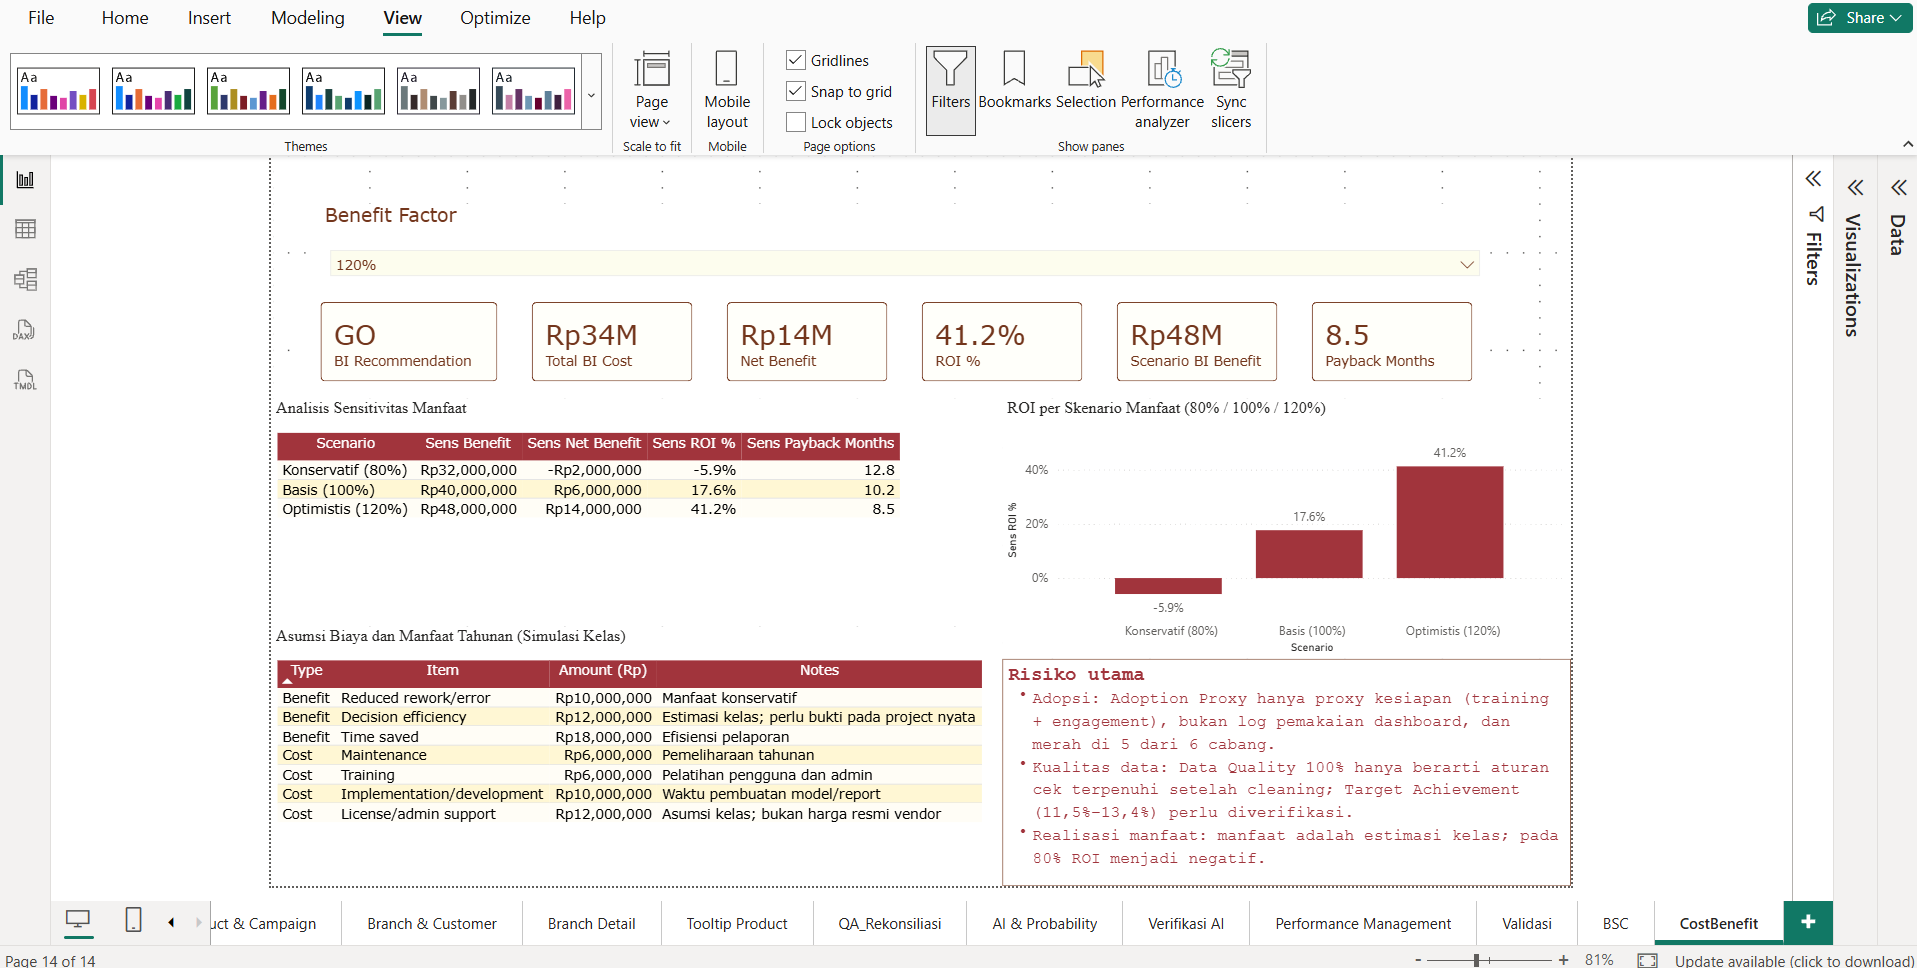 File Home Insert Modeling View Optimize Help Share
Aa Aa Aa Aa Aa Aa
Page view
Mobile layout
Gridlines
Snap to grid
Lock objects
Filters Bookmarks Selection Performance analyzer Sync slicers
Themes Scale to fit Mobile Page options Show panes
DAX
TMDL
Filters
Visualizations
Data
Benefit Factor
120%
GO
BI Recommendation
Rp34M
Total BI Cost
Rp14M
Net Benefit
41.2%
ROI %
Rp48M
Scenario BI Benefit
8.5
Payback Months
Analisis Sensitivitas Manfaat
Scenario Sens Benefit Sens Net Benefit Sens ROI % Sens Payback Months
Konservatif (80%) Rp32,000,000 -Rp2,000,000 -5.9% 12.8
Basis (100%) Rp40,000,000 Rp6,000,000 17.6% 10.2
Optimistis (120%) Rp48,000,000 Rp14,000,000 41.2% 8.5
ROI per Skenario Manfaat (80% / 100% / 120%)
Sens ROI %
40%
20%
0%
-5.9%
17.6%
41.2%
Konservatif (80%) Basis (100%) Optimistis (120%)
Scenario
Asumsi Biaya dan Manfaat Tahunan (Simulasi Kelas)
Type Item Amount (Rp) Notes
Benefit Reduced rework/error Rp10,000,000 Manfaat konservatif
Benefit Decision efficiency Rp12,000,000 Estimasi kelas; perlu bukti pada project nyata
Benefit Time saved Rp18,000,000 Efisiensi pelaporan
Cost Maintenance Rp6,000,000 Pemeliharaan tahunan
Cost Training Rp6,000,000 Pelatihan pengguna dan admin
Cost Implementation/development Rp10,000,000 Waktu pembuatan model/report
Cost License/admin support Rp12,000,000 Asumsi kelas; bukan harga resmi vendor
Risiko utama
• Adopsi: Adoption Proxy hanya proxy kesiapan (training
+ engagement), bukan log pemakaian dashboard, dan
merah di 5 dari 6 cabang.
• Kualitas data: Data Quality 100% hanya berarti aturan
cek terpenuhi setelah cleaning; Target Achievement
(11,5%–13,4%) perlu diverifikasi.
• Realisasi manfaat: manfaat adalah estimasi kelas; pada
80% ROI menjadi negatif.
uct & Campaign Branch & Customer Branch Detail Tooltip Product QA_Rekonsiliasi AI & Probability Verifikasi AI Performance Management Validasi BSC CostBenefit +
Page 14 of 14
- + 81% Update available (click to download)